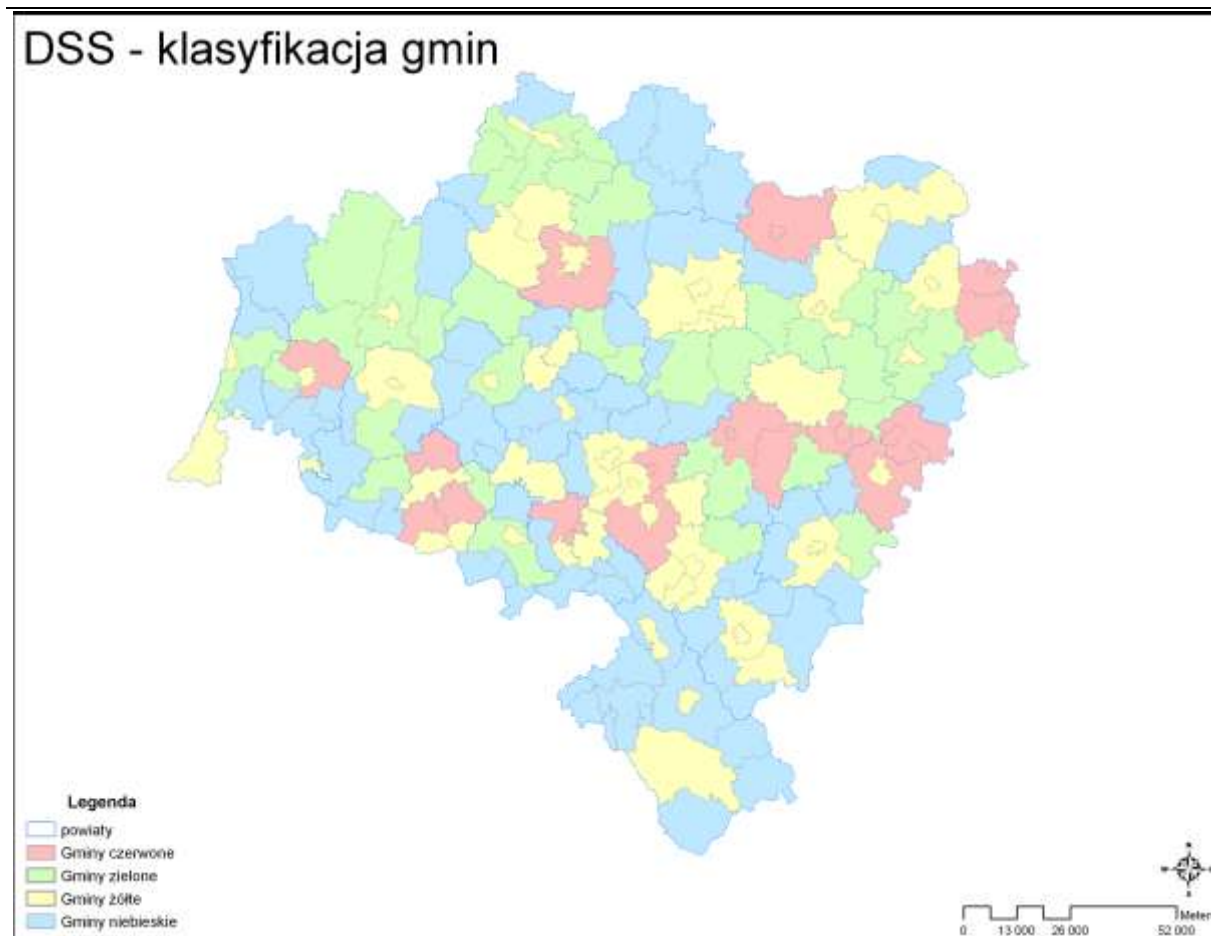 DSS - klasyfikacja gmin
Legenda
powiaty
Gminy czerwone
Gminy zielone
Gminy żółte
Gminy niebieskie
Meter
0 13 000 26 000 52 000